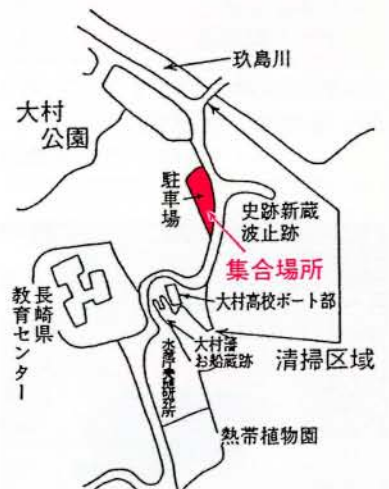 玖島川
大村
公園
駐車場
史跡新蔵
波止跡
集合場所
大村高校ボート部
長崎県
教育センター
大村藩
お船蔵跡
清掃区域
熱帯植物園